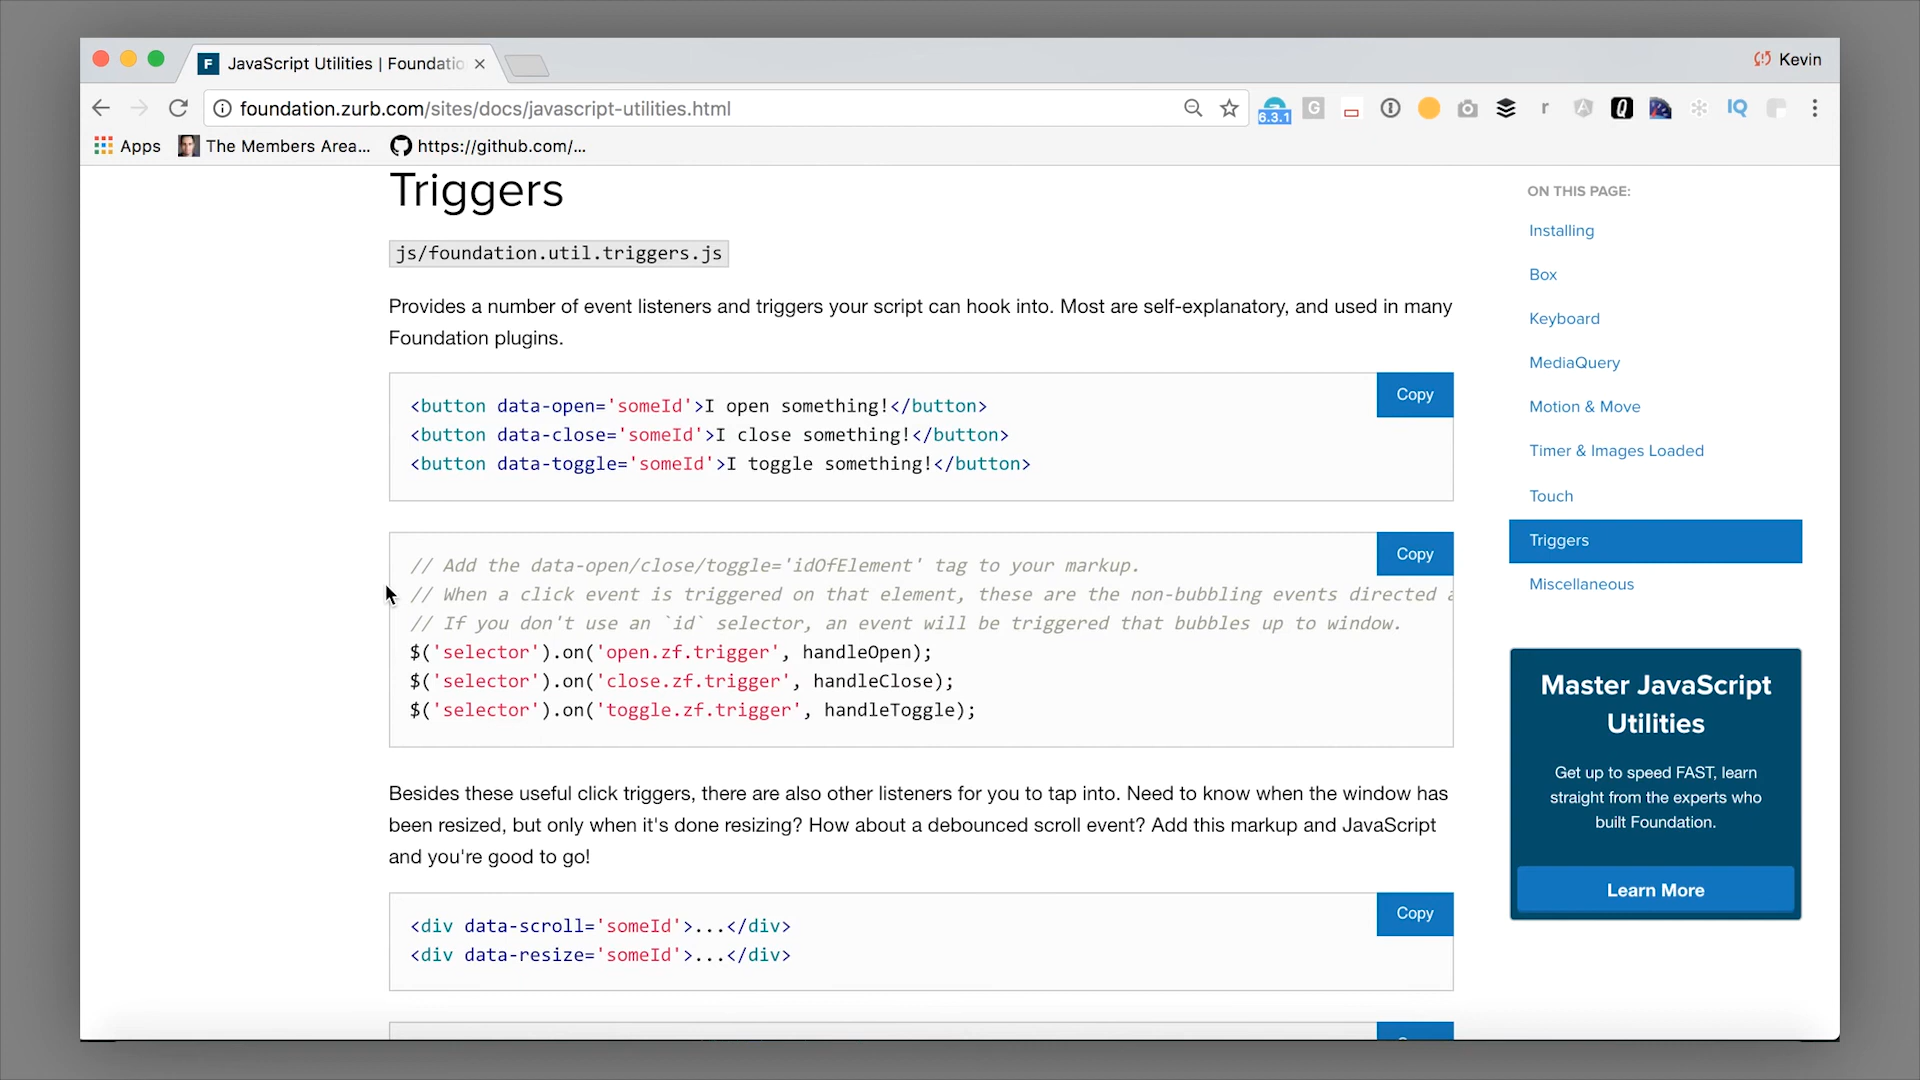 JavaScript Utilities | Foundatio
Kevin
foundation.zurb.com/sites/docs/javascript-utilities.html
6.3.1
G
r
Q
IQ
Apps
The Members Area...
https://github.com/...
Triggers
js/foundation.util.triggers.js
Provides a number of event listeners and triggers your script can hook into. Most are self-explanatory, and used in many
Foundation plugins.
Copy
<button data-open='someId'>I open something!</button>
<button data-close='someId'>I close something!</button>
<button data-toggle='someId'>I toggle something!</button>
Copy
// Add the data-open/close/toggle='idOfElement' tag to your markup.
// When a click event is triggered on that element, these are the non-bubbling events directed
// If you don't use an `id` selector, an event will be triggered that bubbles up to window.
$('selector').on('open.zf.trigger', handleOpen);
$('selector').on('close.zf.trigger', handleClose);
$('selector').on('toggle.zf.trigger', handleToggle);
Besides these useful click triggers, there are also other listeners for you to tap into. Need to know when the window has
been resized, but only when it's done resizing? How about a debounced scroll event? Add this markup and JavaScript
and you're good to go!
Copy
<div data-scroll='someId'>...</div>
<div data-resize='someId'>...</div>
ON THIS PAGE:
Installing
Box
Keyboard
MediaQuery
Motion & Move
Timer & Images Loaded
Touch
Triggers
Miscellaneous
Master JavaScript
Utilities
Get up to speed FAST, learn
straight from the experts who
built Foundation.
Learn More